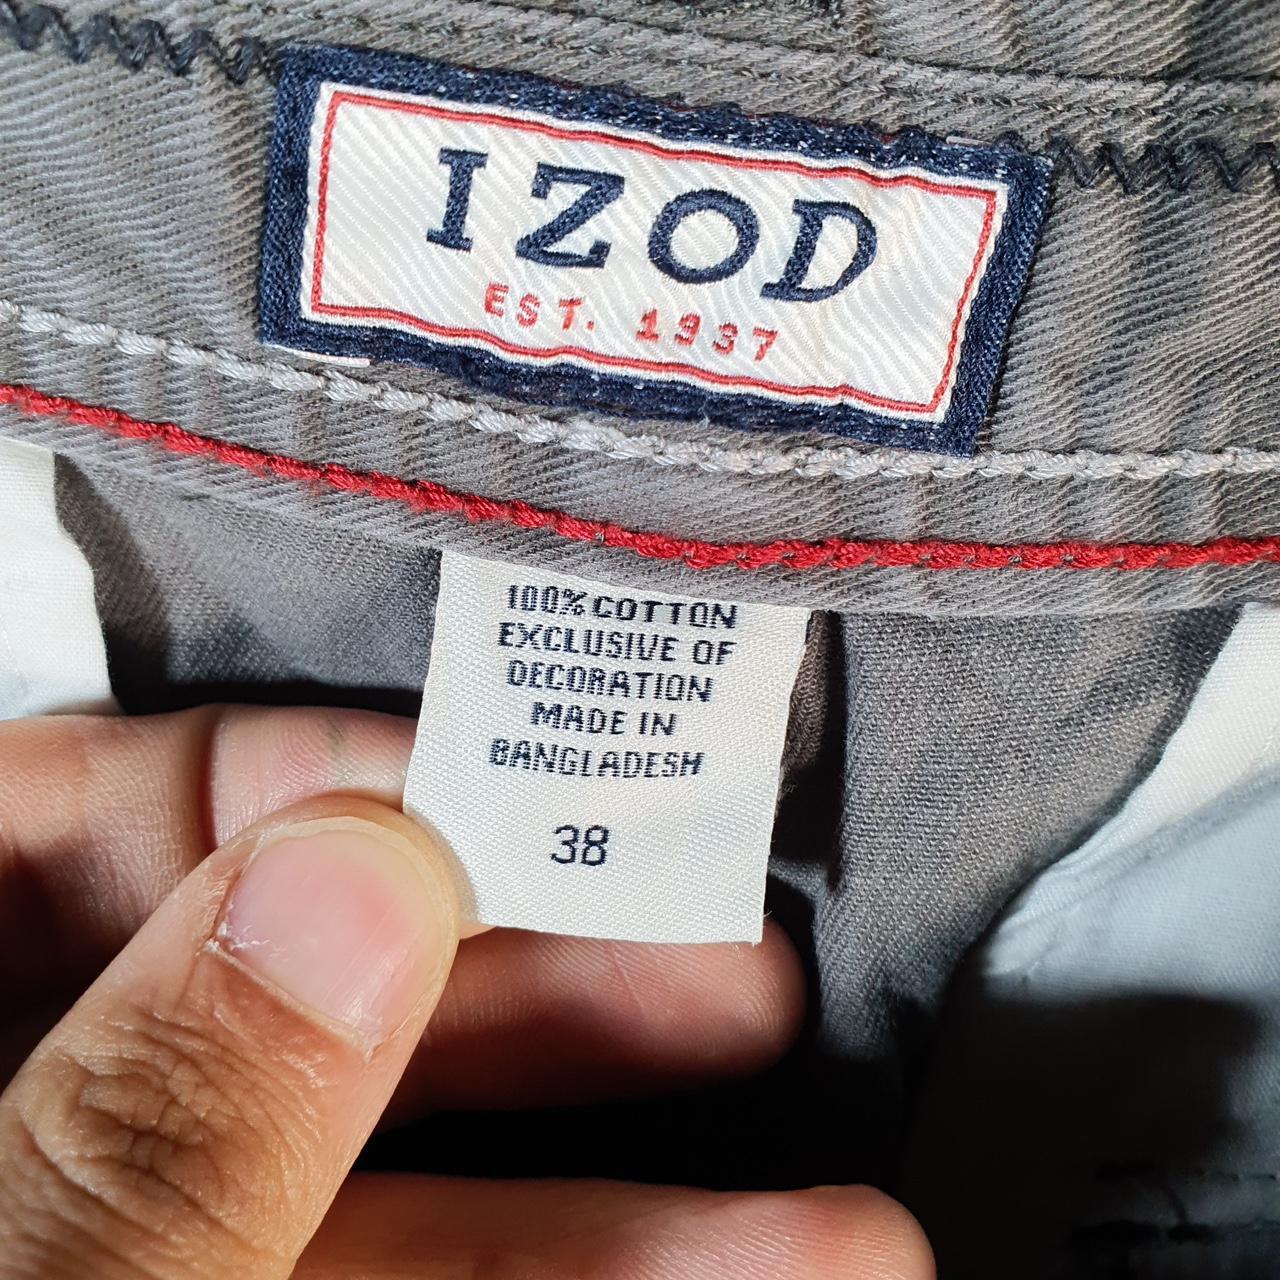 IZOD
EST. 1937
100% COTTON
EXCLUSIVE OF
DECORATION
MADE IN
BANGLADESH
38